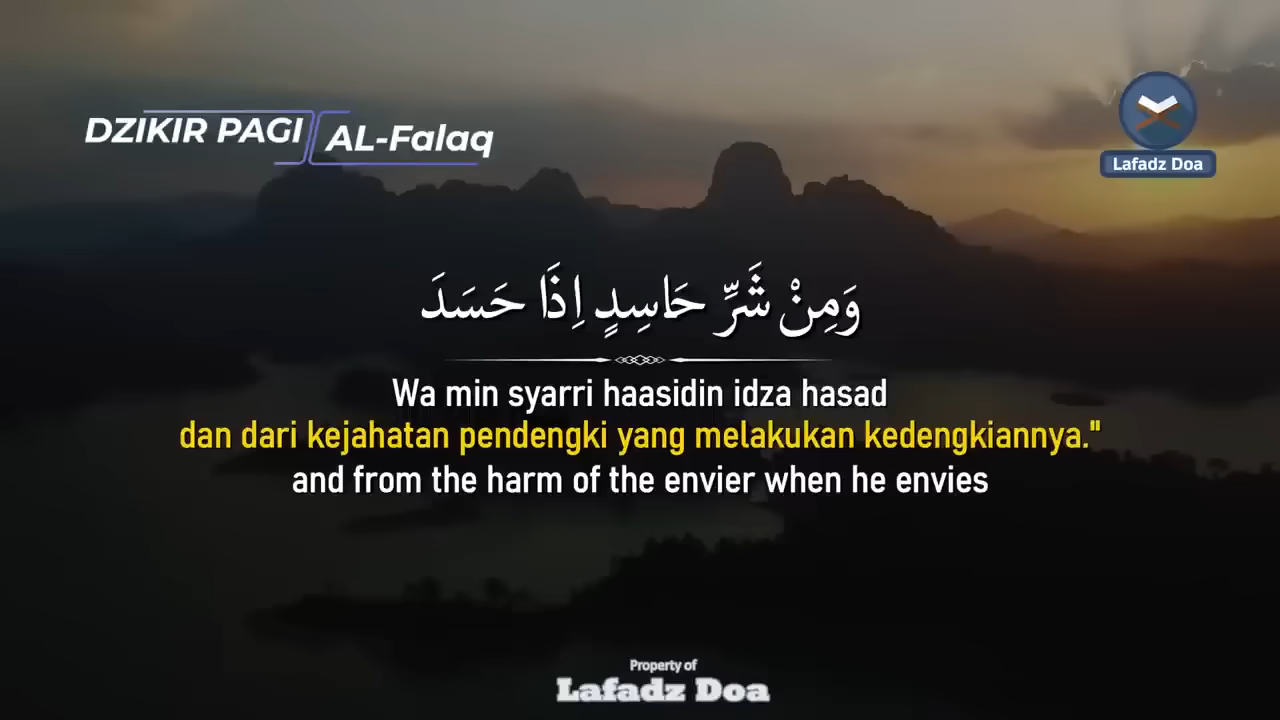 DZIKIR PAGI
AL-Falaq
Lafadz Doa
وَمِنْ شَرِّ حَاسِدٍ اِذَا حَسَدَ
Wa min syarri haasidin idza hasad
dan dari kejahatan pendengki yang melakukan kedengkiannya."
and from the harm of the envier when he envies
Property of
Lafadz Doa